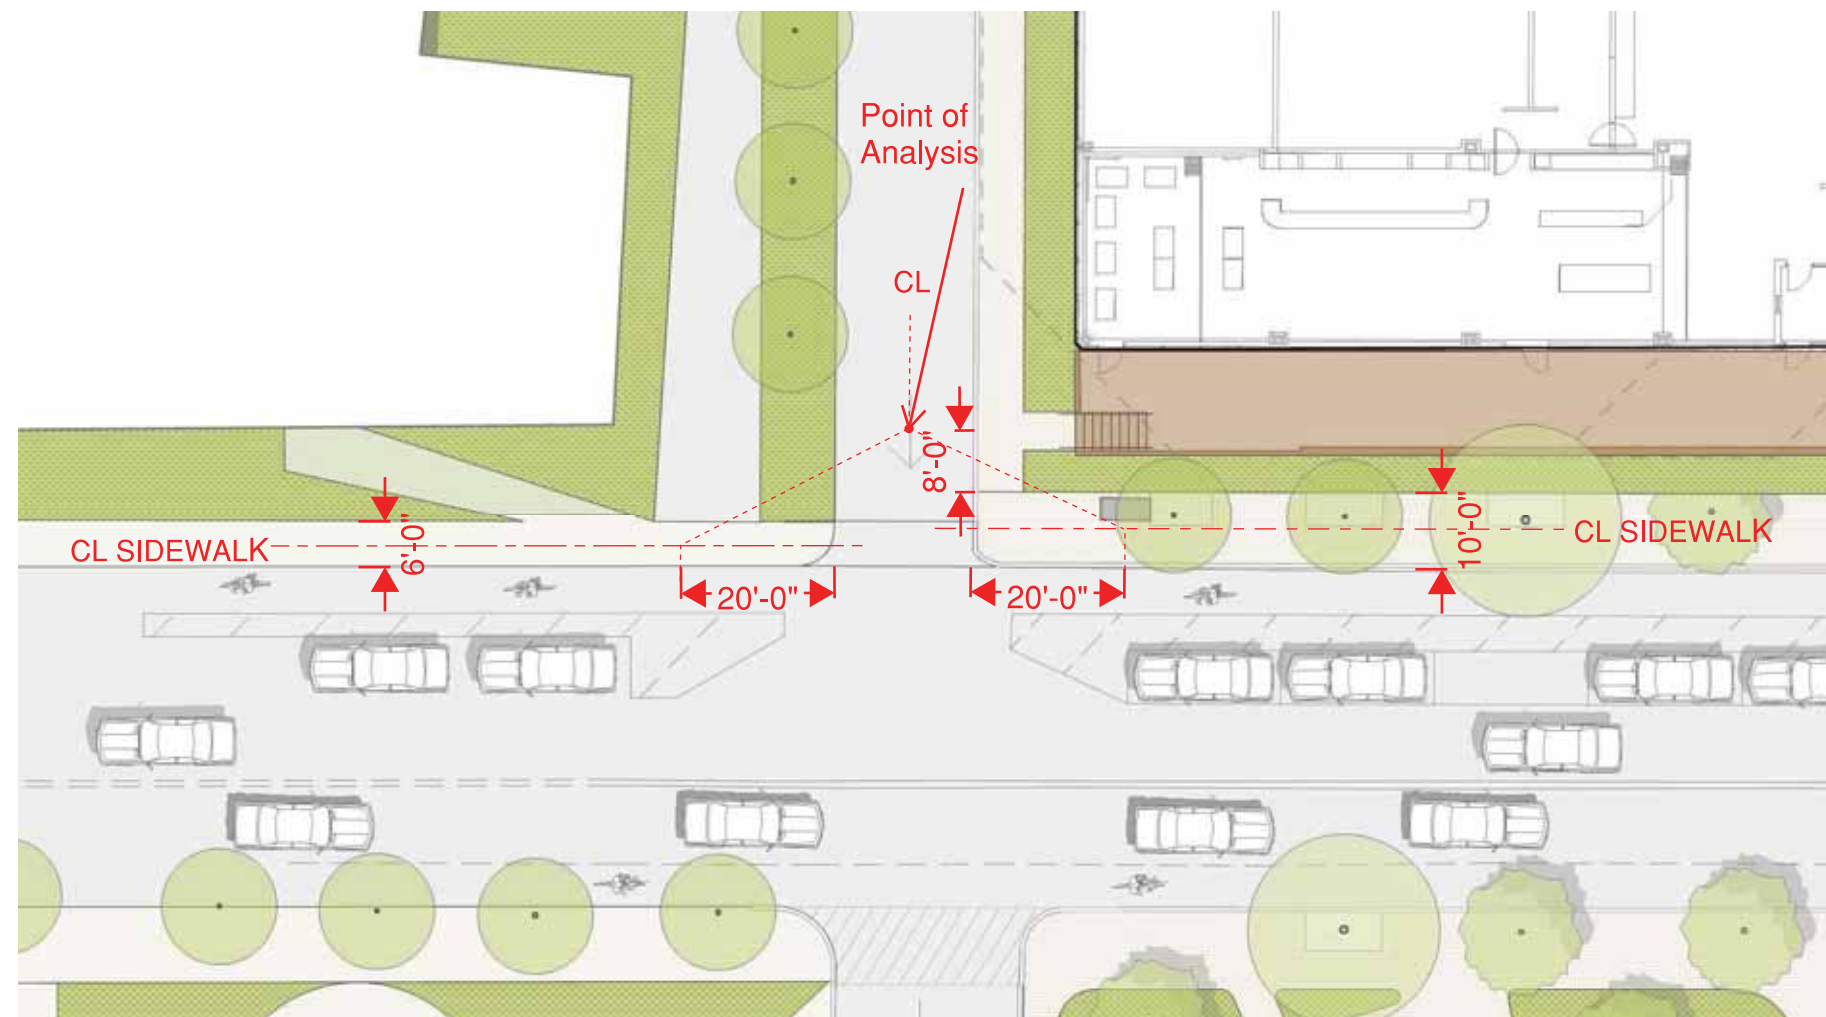 Point of
Analysis
CL
8'-0"
6'-0"
10'-0"
CL SIDEWALK
CL SIDEWALK
20'-0"
20'-0"